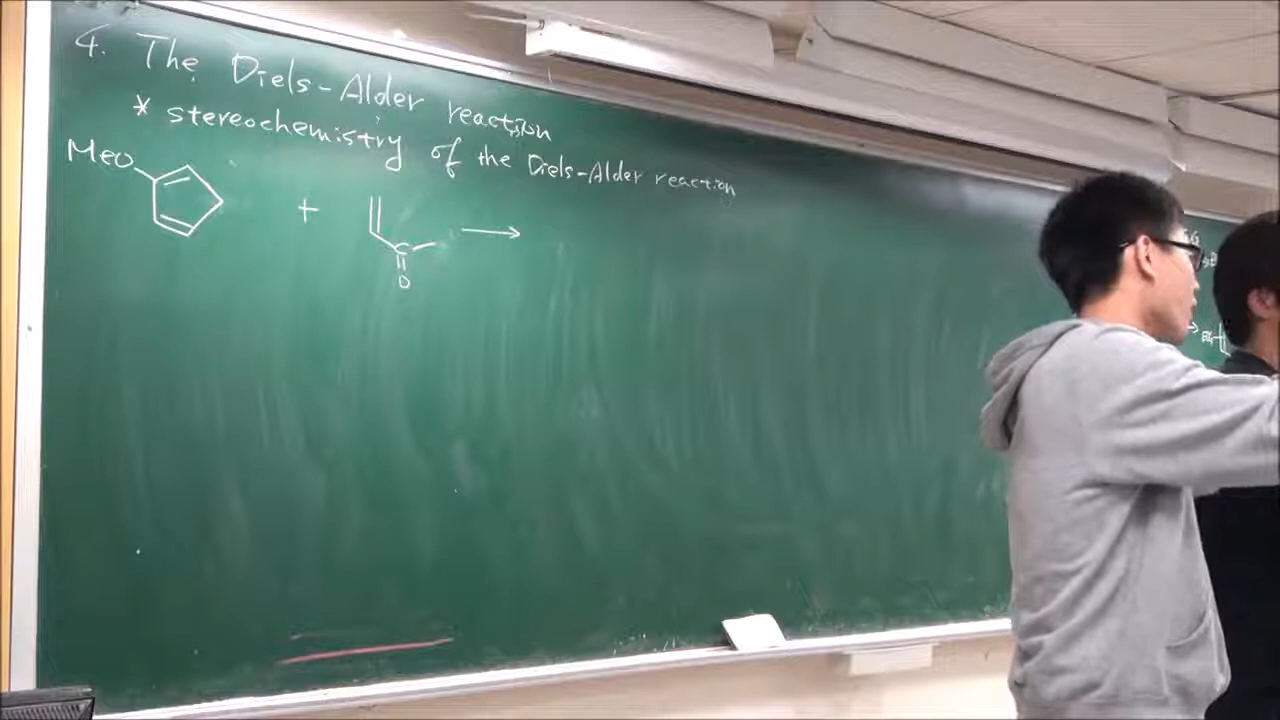 4. The Diels-Alder reaction
* stereochemistry of the Diels-Alder reaction
MeO
+
C
O